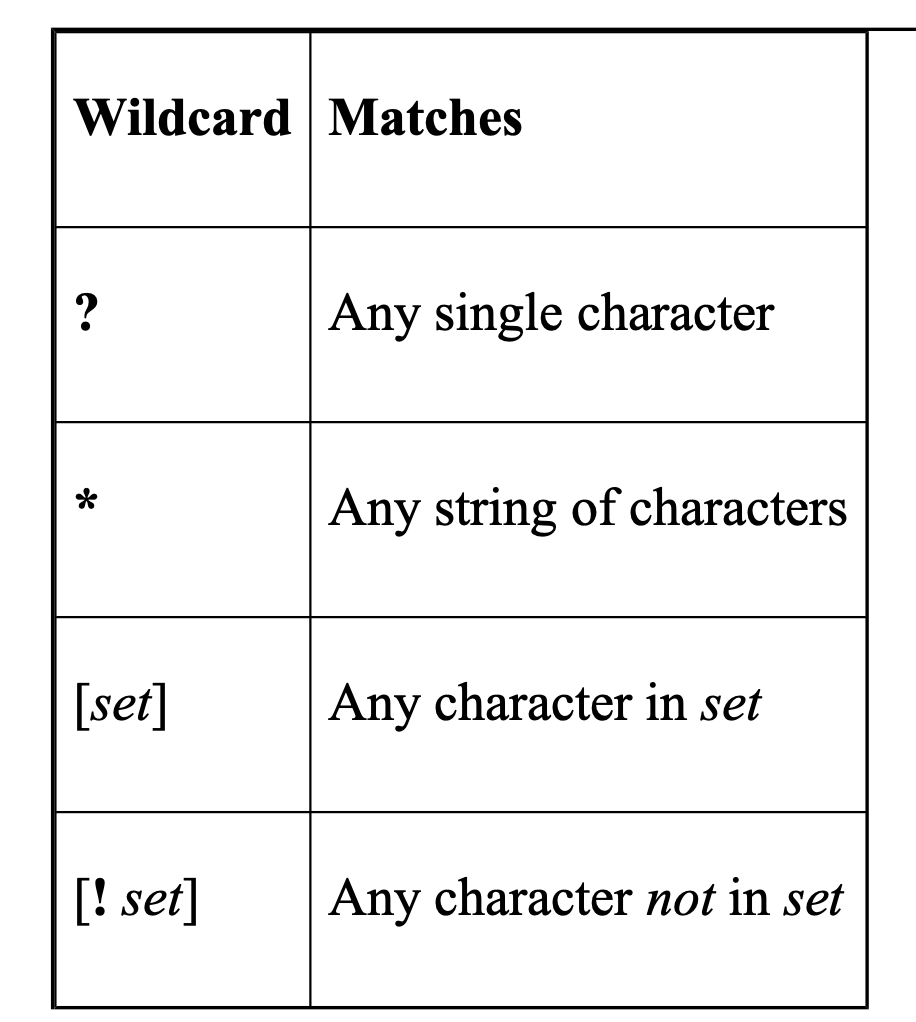 Wildcard Matches
? Any single character
* Any string of characters
[set] Any character in set
[! set] Any character not in set